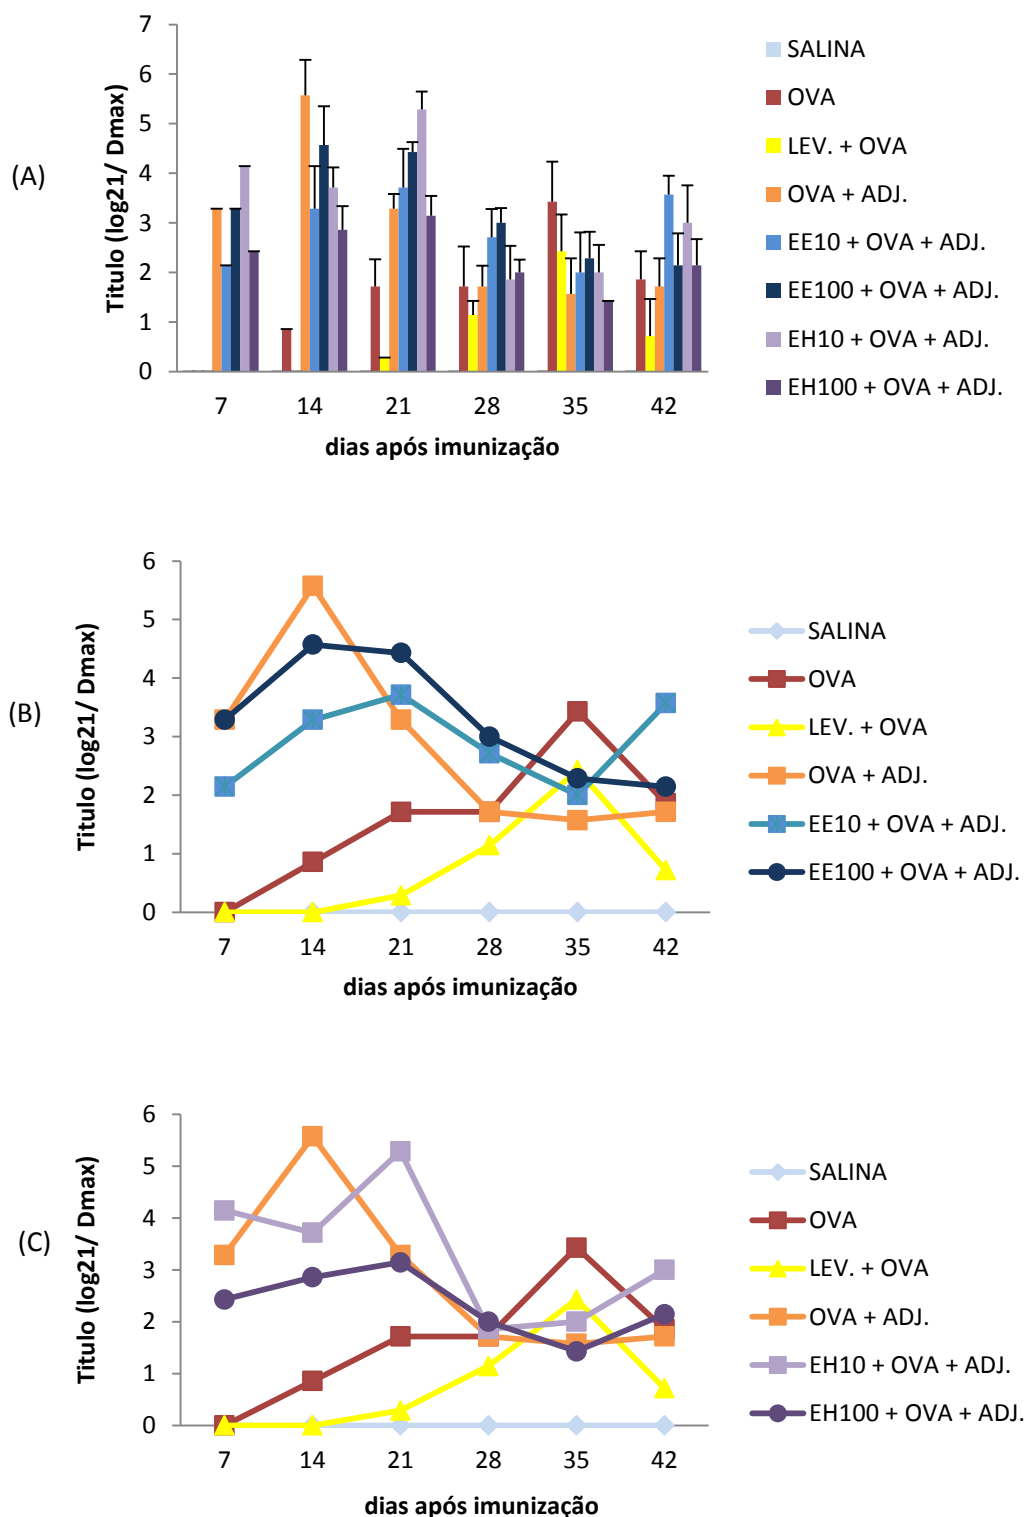 (A)
Titulo (log21/ Dmax)
7
6
5
4
3
2
1
0
7 14 21 28 35 42
dias após imunização
SALINA
OVA
LEV. + OVA
OVA + ADJ.
EE10 + OVA + ADJ.
EE100 + OVA + ADJ.
EH10 + OVA + ADJ.
EH100 + OVA + ADJ.
(B)
Titulo (log21/ Dmax)
6
5
4
3
2
1
0
7 14 21 28 35 42
dias após imunização
SALINA
OVA
LEV. + OVA
OVA + ADJ.
EE10 + OVA + ADJ.
EE100 + OVA + ADJ.
(C)
Titulo (log21/ Dmax)
6
5
4
3
2
1
0
7 14 21 28 35 42
dias após imunização
SALINA
OVA
LEV. + OVA
OVA + ADJ.
EH10 + OVA + ADJ.
EH100 + OVA + ADJ.